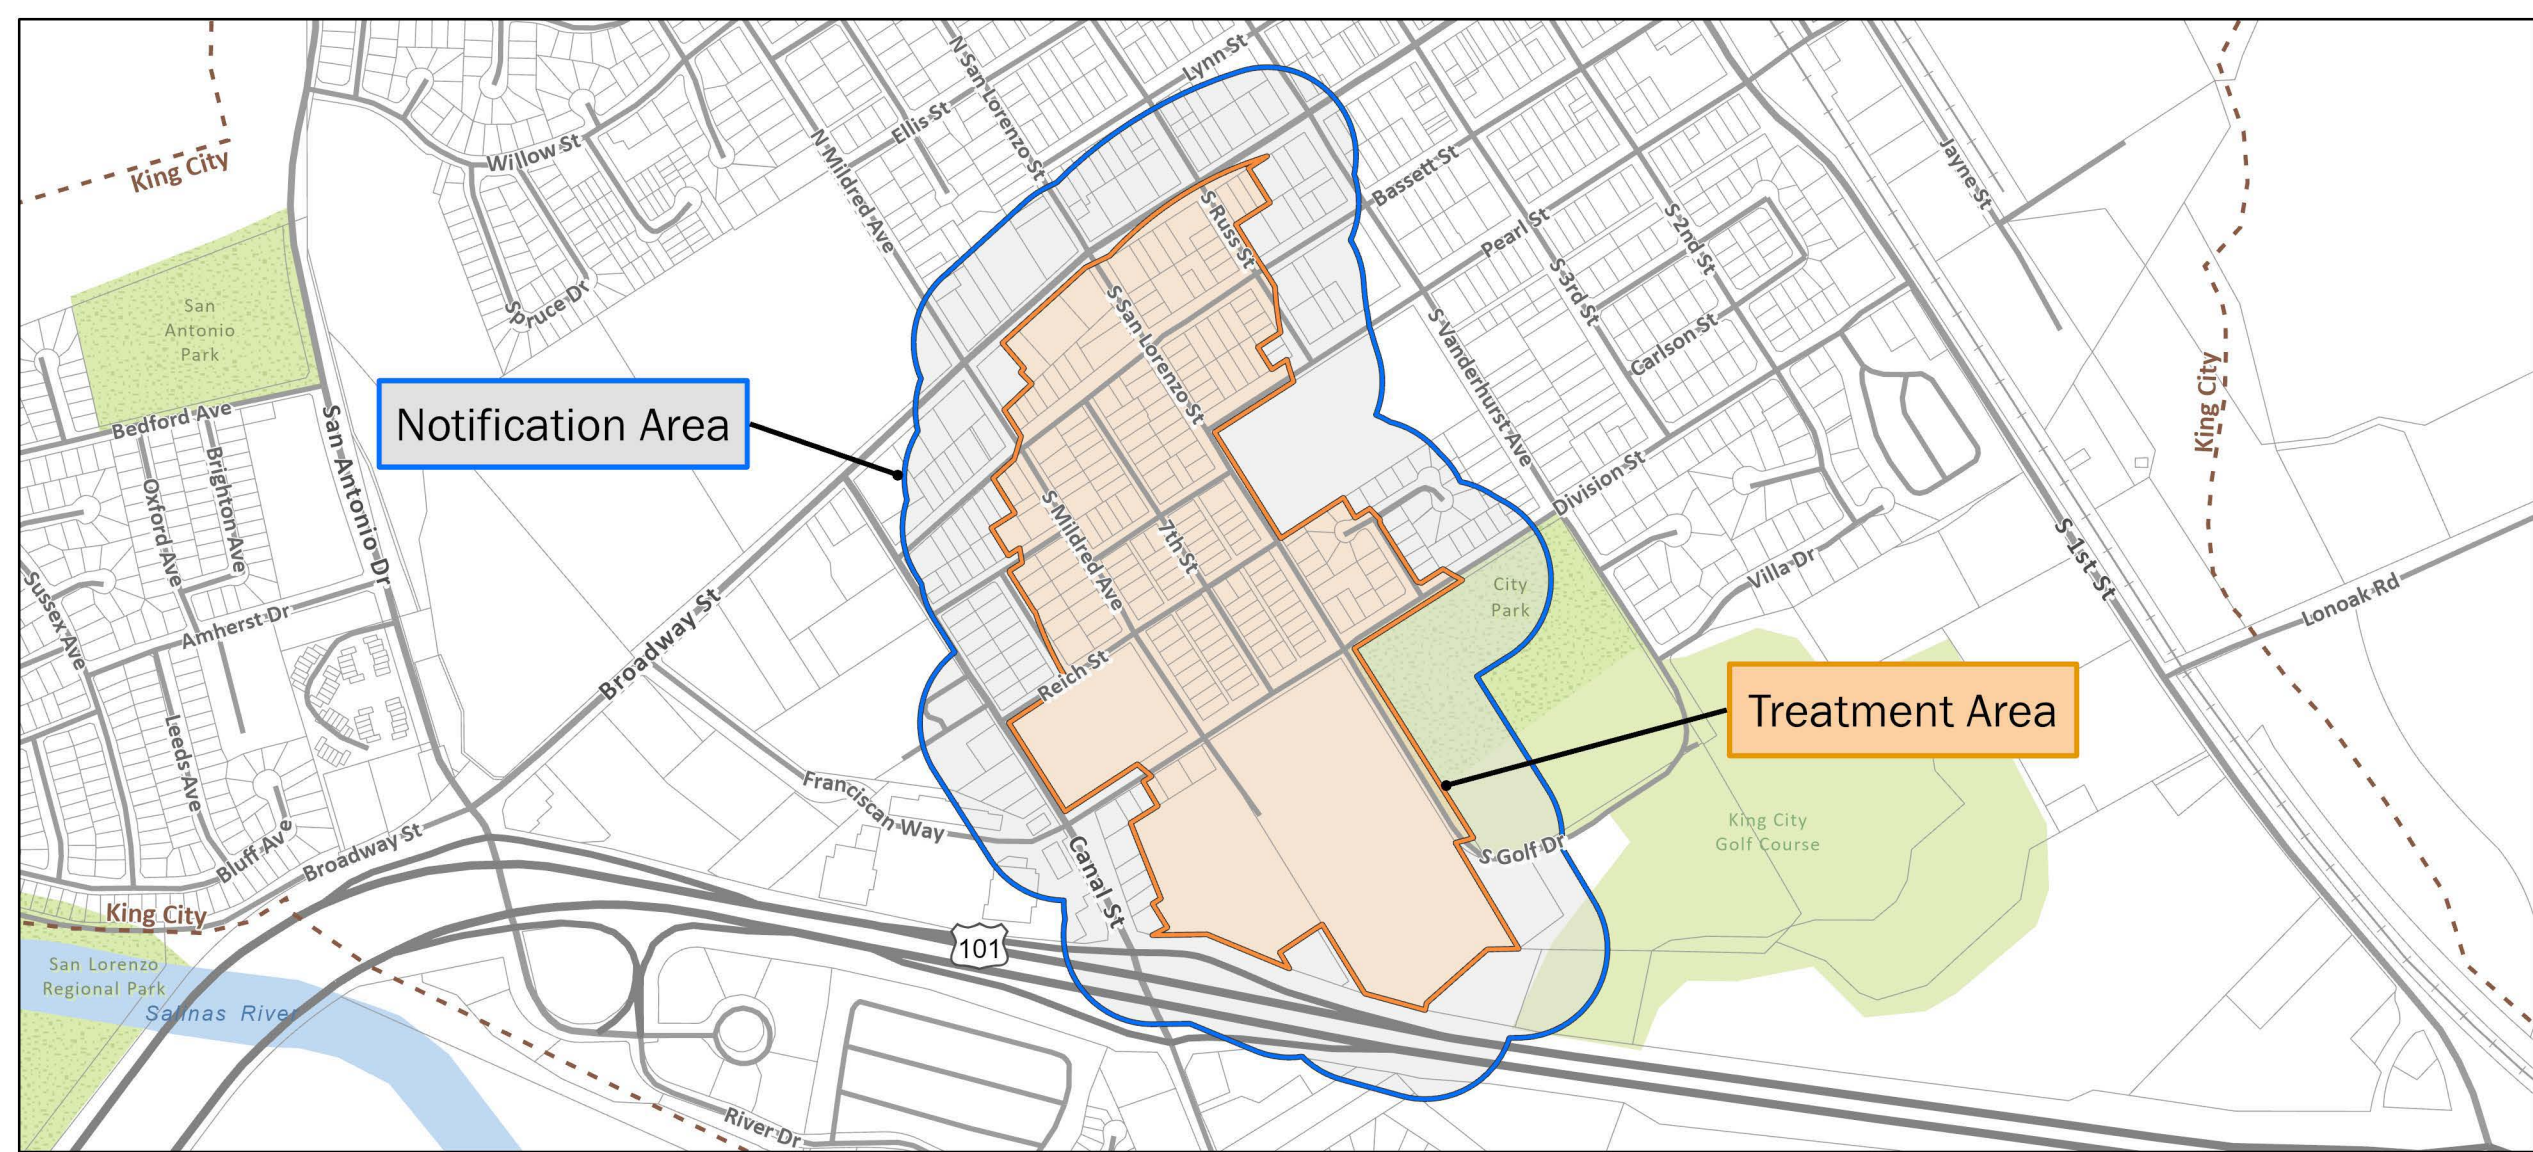 Lynn St
N San Lorenzo St
Ellis St
N Mildred Ave
Willow St
King City
Jayne St
Bassett St
S Russ St
Pearl St
S 2nd St
San
Antonio
Park
Spruce Dr
S San Lorenzo St
S 3rd St
S Vanderhurst Ave
Carlson St
King City
Notification Area
Bedford Ave
San Antonio Dr
Brighton Ave
Oxford Ave
Division St
S Mildred Ave
7th St
S 1st St
City
Park
Villa Dr
Lonoak Rd
Sussex Ave
Amherst Dr
Broadway St
Reich St
Treatment Area
Leeds Ave
Franciscan Way
King City
Golf Course
Bluff Ave
Broadway St
S Golf Dr
Canal St
King City
101
San Lorenzo
Regional Park
Salinas River
River Dr